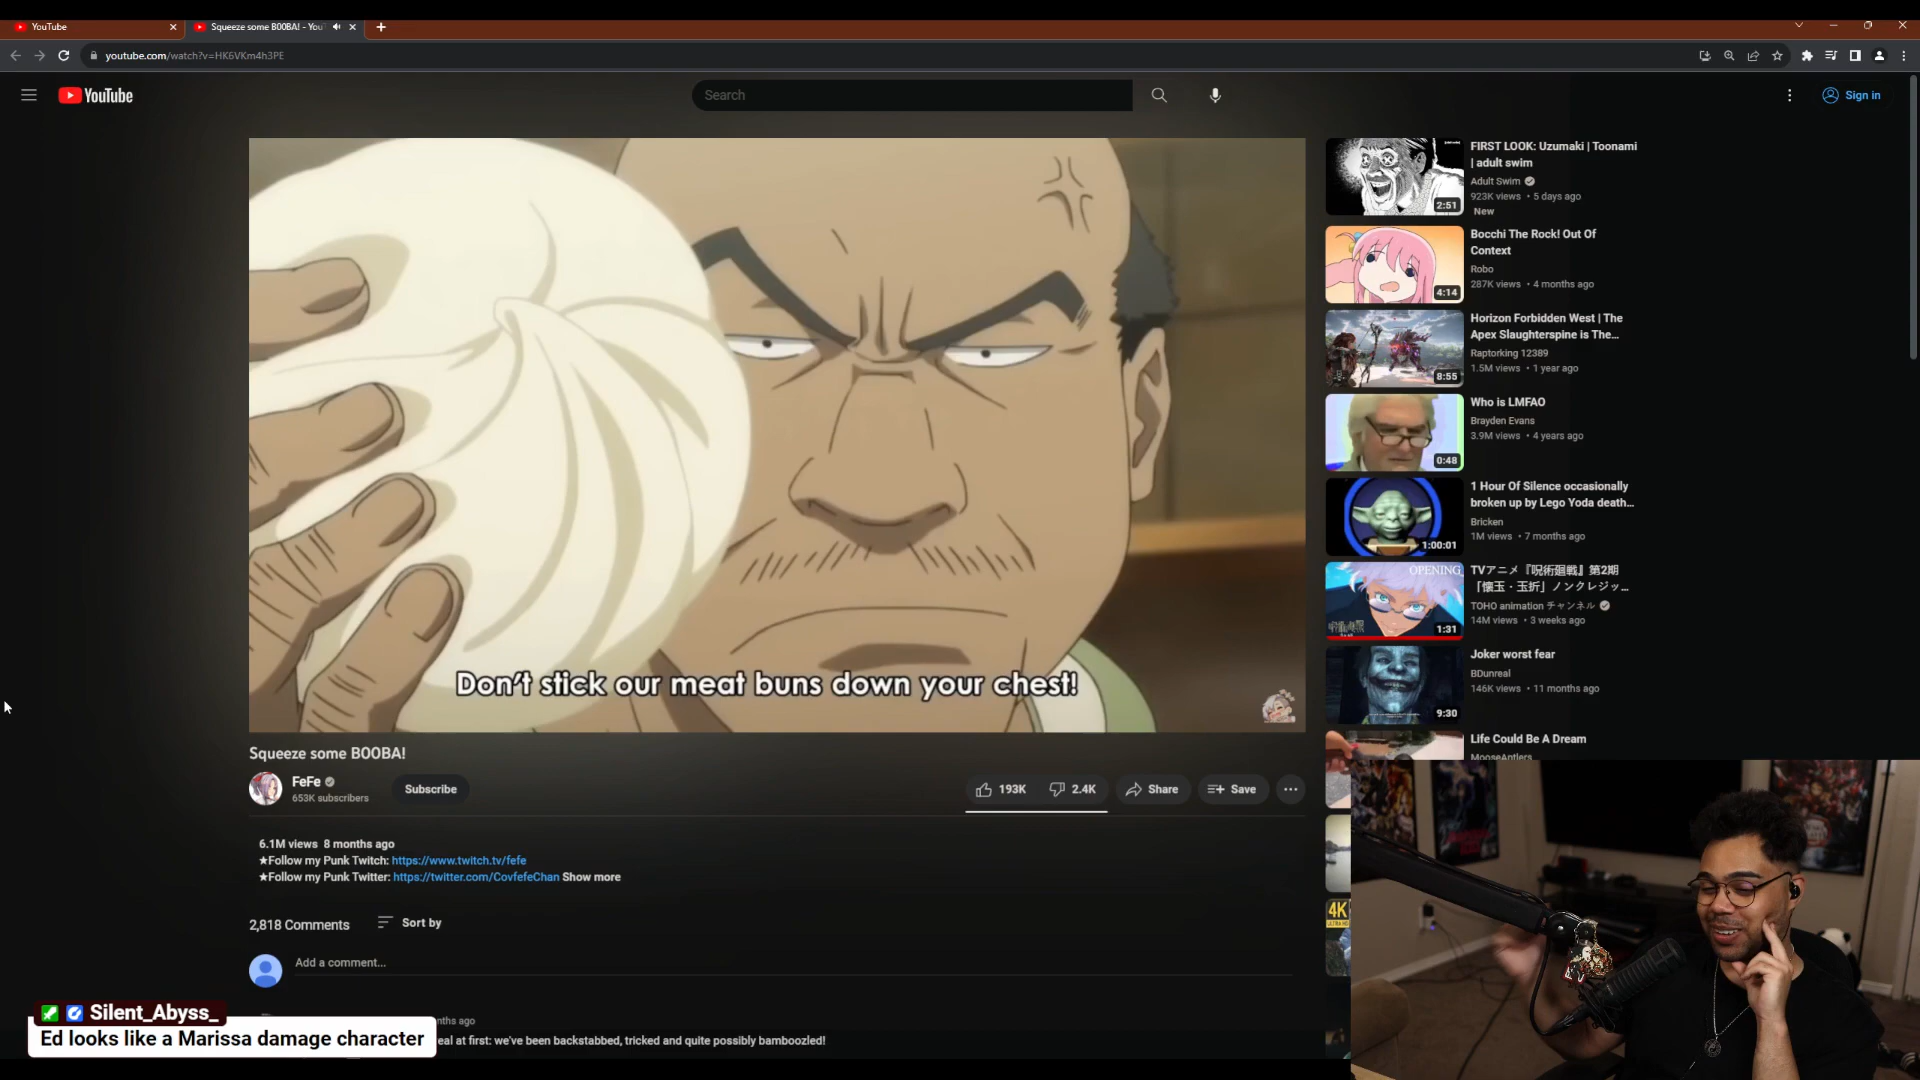 YouTube
Squeeze some BOOBA! - You
youtube.com/watch?v=HK6VKm4h3PE
YouTube
Search
Sign in
Don't stick our meat buns down your chest!
Squeeze some BOOBA!
FeFe
653K subscribers
Subscribe
193K
2.4K
Share
Save
6.1M views 8 months ago
★Follow my Punk Twitch: https://www.twitch.tv/fefe
★Follow my Punk Twitter: https://twitter.com/CovfefeChan Show more
2,818 Comments
Sort by
Add a comment...
nths ago
eal at first: we've been backstabbed, tricked and quite possibly bamboozled!
Silent_Abyss_
Ed looks like a Marissa damage character
2:51
FIRST LOOK: Uzumaki | Toonami
| adult swim
Adult Swim
923K views • 5 days ago
New
4:14
Bocchi The Rock! Out Of
Context
Robo
287K views • 4 months ago
8:55
Horizon Forbidden West | The
Apex Slaughterspine is The...
Raptorking 12389
1.5M views • 1 year ago
0:48
Who is LMFAO
Brayden Evans
3.9M views • 4 years ago
1:00:01
1 Hour Of Silence occasionally
broken up by Lego Yoda death...
Bricken
1M views • 7 months ago
OPENING
1:31
TVアニメ『呪術廻戦』第2期
「懐玉・玉折」ノンクレジッ...
TOHO animation チャンネル
14M views • 3 weeks ago
9:30
Joker worst fear
BDunreal
146K views • 11 months ago
Life Could Be A Dream
MooseAntlers
4K